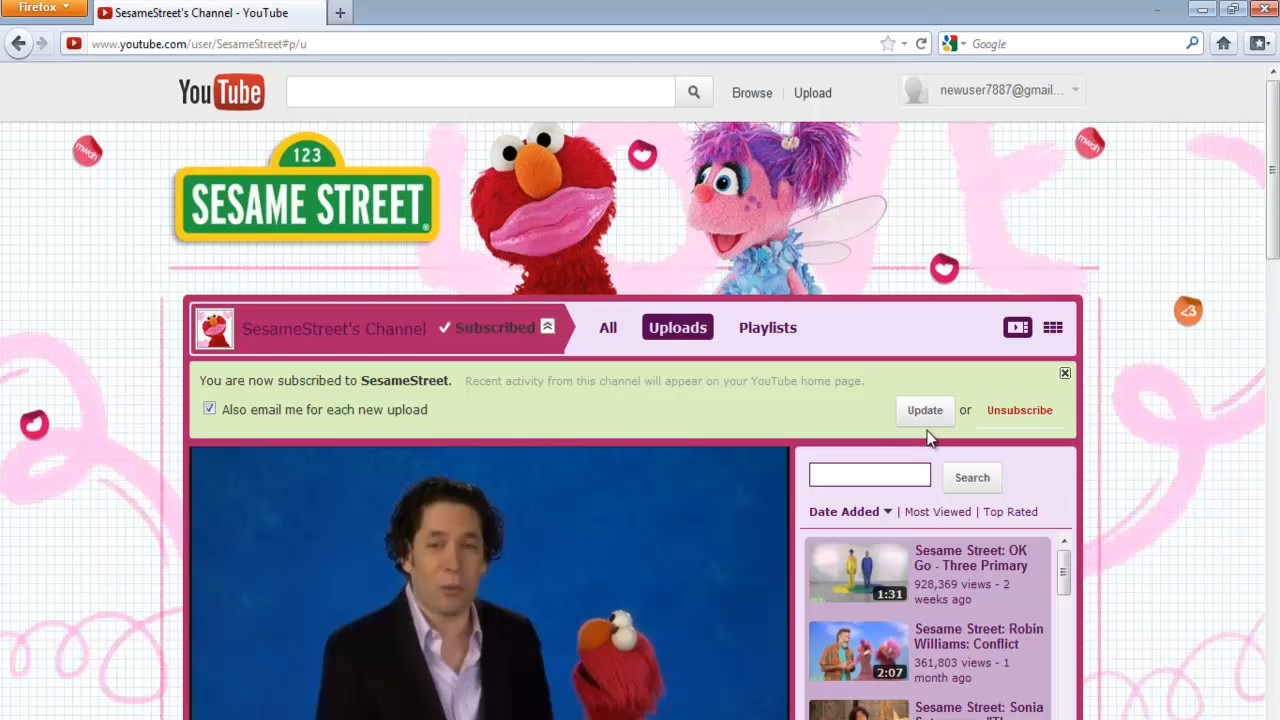 Firefox
SesameStreet's Channel - YouTube
www.youtube.com/user/SesameStreet#p/u
Google
YouTube
Browse
Upload
newuser7887@gmail...
mwah
mwah
123
SESAME STREET
<3
SesameStreet's Channel
Subscribed
All
Uploads
Playlists
You are now subscribed to SesameStreet. Recent activity from this channel will appear on your YouTube home page.
Also email me for each new upload
Update or Unsubscribe
Search
Date Added | Most Viewed | Top Rated
Sesame Street: OK
Go - Three Primary
928,369 views - 2
weeks ago
1:31
Sesame Street: Robin
Williams: Conflict
361,803 views - 1
month ago
2:07
Sesame Street: Sonia